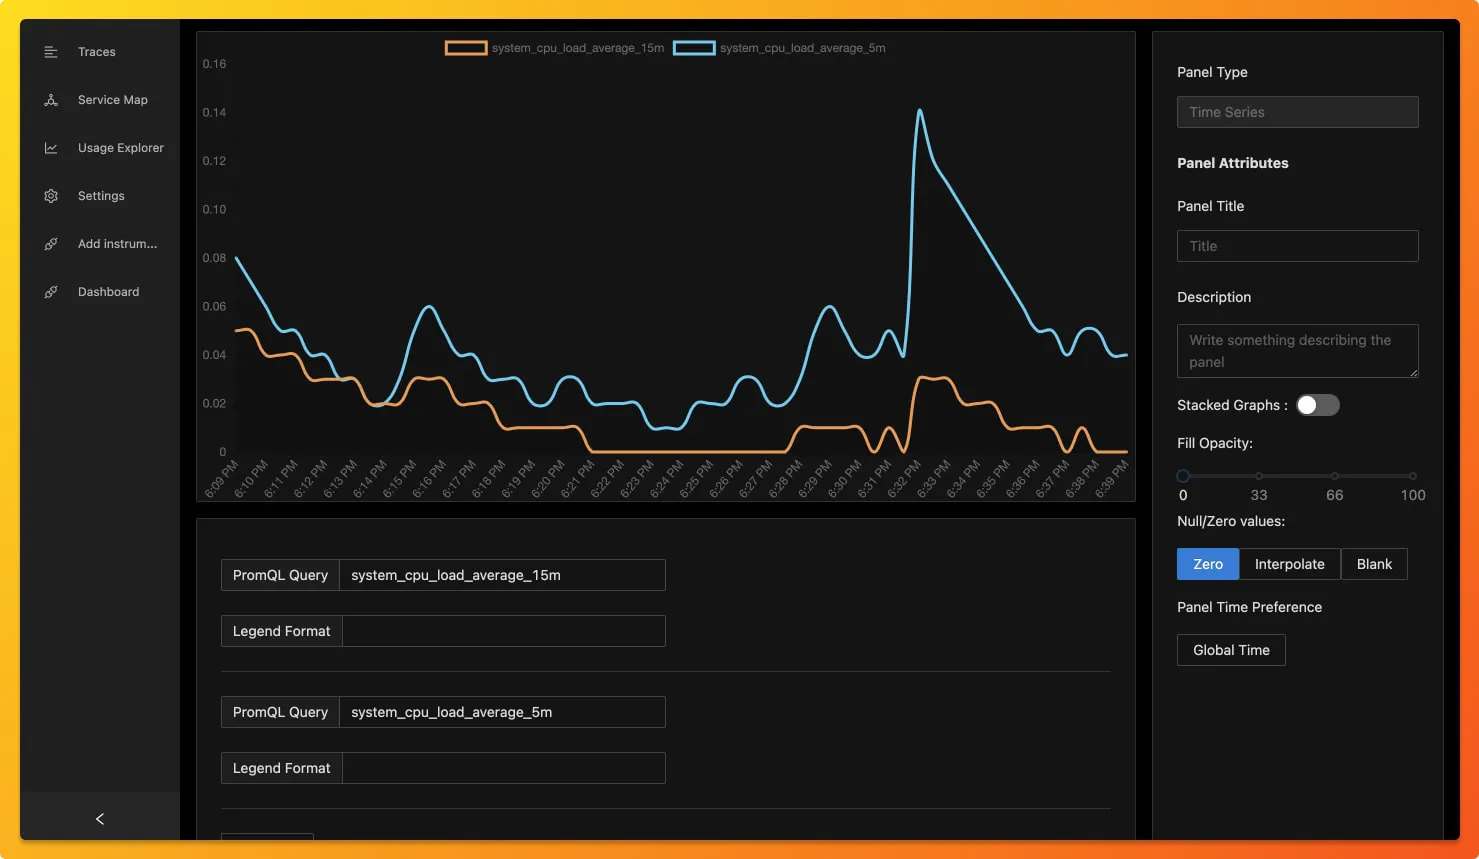 Traces
Service Map
Usage Explorer
Settings
Add instrum...
Dashboard
system_cpu_load_average_15m system_cpu_load_average_5m
0.16
0.14
0.12
0.10
0.08
0.06
0.04
0.02
0
6:09 PM 6:10 PM 6:11 PM 6:12 PM 6:13 PM 6:14 PM 6:15 PM 6:16 PM 6:17 PM 6:18 PM 6:19 PM 6:20 PM 6:21 PM 6:22 PM 6:23 PM 6:24 PM 6:25 PM 6:26 PM 6:27 PM 6:28 PM 6:29 PM 6:30 PM 6:31 PM 6:32 PM 6:33 PM 6:34 PM 6:35 PM 6:36 PM 6:37 PM 6:38 PM 6:39 PM
PromQL Query system_cpu_load_average_15m
Legend Format
PromQL Query system_cpu_load_average_5m
Legend Format
Panel Type
Time Series
Panel Attributes
Panel Title
Title
Description
Write something describing the
panel
Stacked Graphs :
Fill Opacity:
0 33 66 100
Null/Zero values:
Zero Interpolate Blank
Panel Time Preference
Global Time